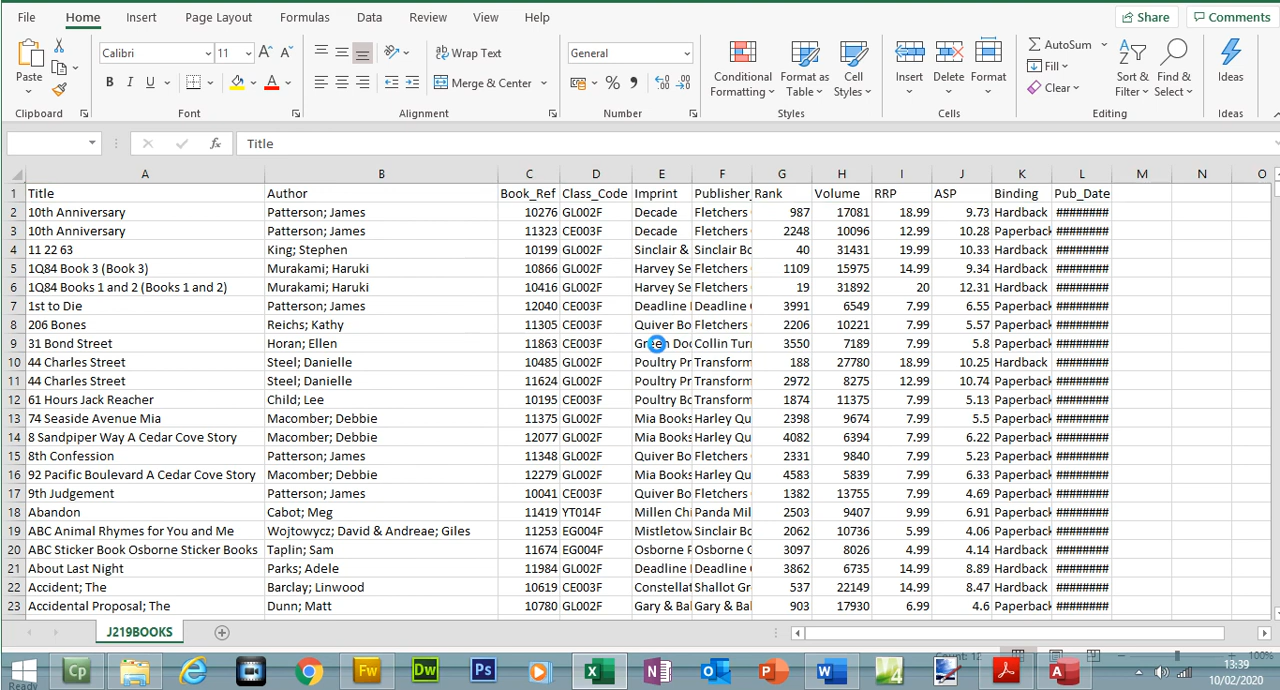 File Home Insert Page Layout Formulas Data Review View Help Share Comments
Calibri 11 Wrap Text General AutoSum
Paste Merge & Center Conditional Formatting Format as Table Cell Styles Insert Delete Format Fill Clear Sort & Filter Find & Select Ideas
Clipboard Font Alignment Number Styles Cells Editing Ideas
Title
A B C D E F G H I J K L M N O
1 Title Author Book_Ref Class_Code Imprint Publisher_ Rank Volume RRP ASP Binding Pub_Date
2 10th Anniversary Patterson; James 10276 GL002F Decade Fletchers 987 17081 18.99 9.73 Hardback ########
3 10th Anniversary Patterson; James 11323 CE003F Decade Fletchers 2248 10096 12.99 10.28 Paperback ########
4 11 22 63 King; Stephen 10199 GL002F Sinclair & Sinclair Bo 40 31431 19.99 10.33 Hardback ########
5 1Q84 Book 3 (Book 3) Murakami; Haruki 10866 GL002F Harvey Se Fletchers 1109 15975 14.99 9.34 Hardback ########
6 1Q84 Books 1 and 2 (Books 1 and 2) Murakami; Haruki 10416 GL002F Harvey Se Fletchers 19 31892 20 12.31 Hardback ########
7 1st to Die Patterson; James 12040 CE003F Deadline Deadline 3991 6549 7.99 6.55 Paperback ########
8 206 Bones Reichs; Kathy 11305 CE003F Quiver Bo Fletchers 2206 10221 7.99 5.57 Paperback ########
9 31 Bond Street Horan; Ellen 11863 CE003F Green Doo Collin Turn 3550 7189 7.99 5.8 Paperback ########
10 44 Charles Street Steel; Danielle 10485 GL002F Poultry Pr Transform 188 27780 18.99 10.25 Hardback ########
11 44 Charles Street Steel; Danielle 11624 GL002F Poultry Pr Transform 2972 8275 12.99 10.74 Paperback ########
12 61 Hours Jack Reacher Child; Lee 10195 CE003F Poultry Bo Transform 1874 11375 7.99 5.13 Paperback ########
13 74 Seaside Avenue Mia Macomber; Debbie 11375 GL002F Mia Books Harley Qu 2398 9674 7.99 5.5 Paperback ########
14 8 Sandpiper Way A Cedar Cove Story Macomber; Debbie 12077 GL002F Mia Books Harley Qu 4082 6394 7.99 6.22 Paperback ########
15 8th Confession Patterson; James 11348 GL002F Quiver Bo Fletchers 2331 9840 7.99 5.23 Paperback ########
16 92 Pacific Boulevard A Cedar Cove Story Macomber; Debbie 12279 GL002F Mia Books Harley Qu 4583 5839 7.99 6.33 Paperback ########
17 9th Judgement Patterson; James 10041 CE003F Quiver Bo Fletchers 1382 13755 7.99 4.69 Paperback ########
18 Abandon Cabot; Meg 11419 YT014F Millen Chi Panda Mil 2503 9407 9.99 6.91 Paperback ########
19 ABC Animal Rhymes for You and Me Wojtowycz; David & Andreae; Giles 11253 EG004F Mistletow Sinclair Bo 2062 10736 5.99 4.06 Paperback ########
20 ABC Sticker Book Osborne Sticker Books Taplin; Sam 11674 EG004F Osborne P Osborne G 3097 8026 4.99 4.14 Hardback ########
21 About Last Night Parks; Adele 11984 GL002F Deadline Deadline 3862 6735 14.99 8.89 Hardback ########
22 Accident; The Barclay; Linwood 10619 CE003F Constellat Shallot Gr 537 22149 14.99 8.47 Hardback ########
23 Accidental Proposal; The Dunn; Matt 10780 GL002F Gary & Bal Gary & Bal 903 17930 6.99 4.6 Paperback ########
J219BOOKS
Count: 12 100%
Cp Fw Dw Ps 4 13:39
Ready 10/02/2020